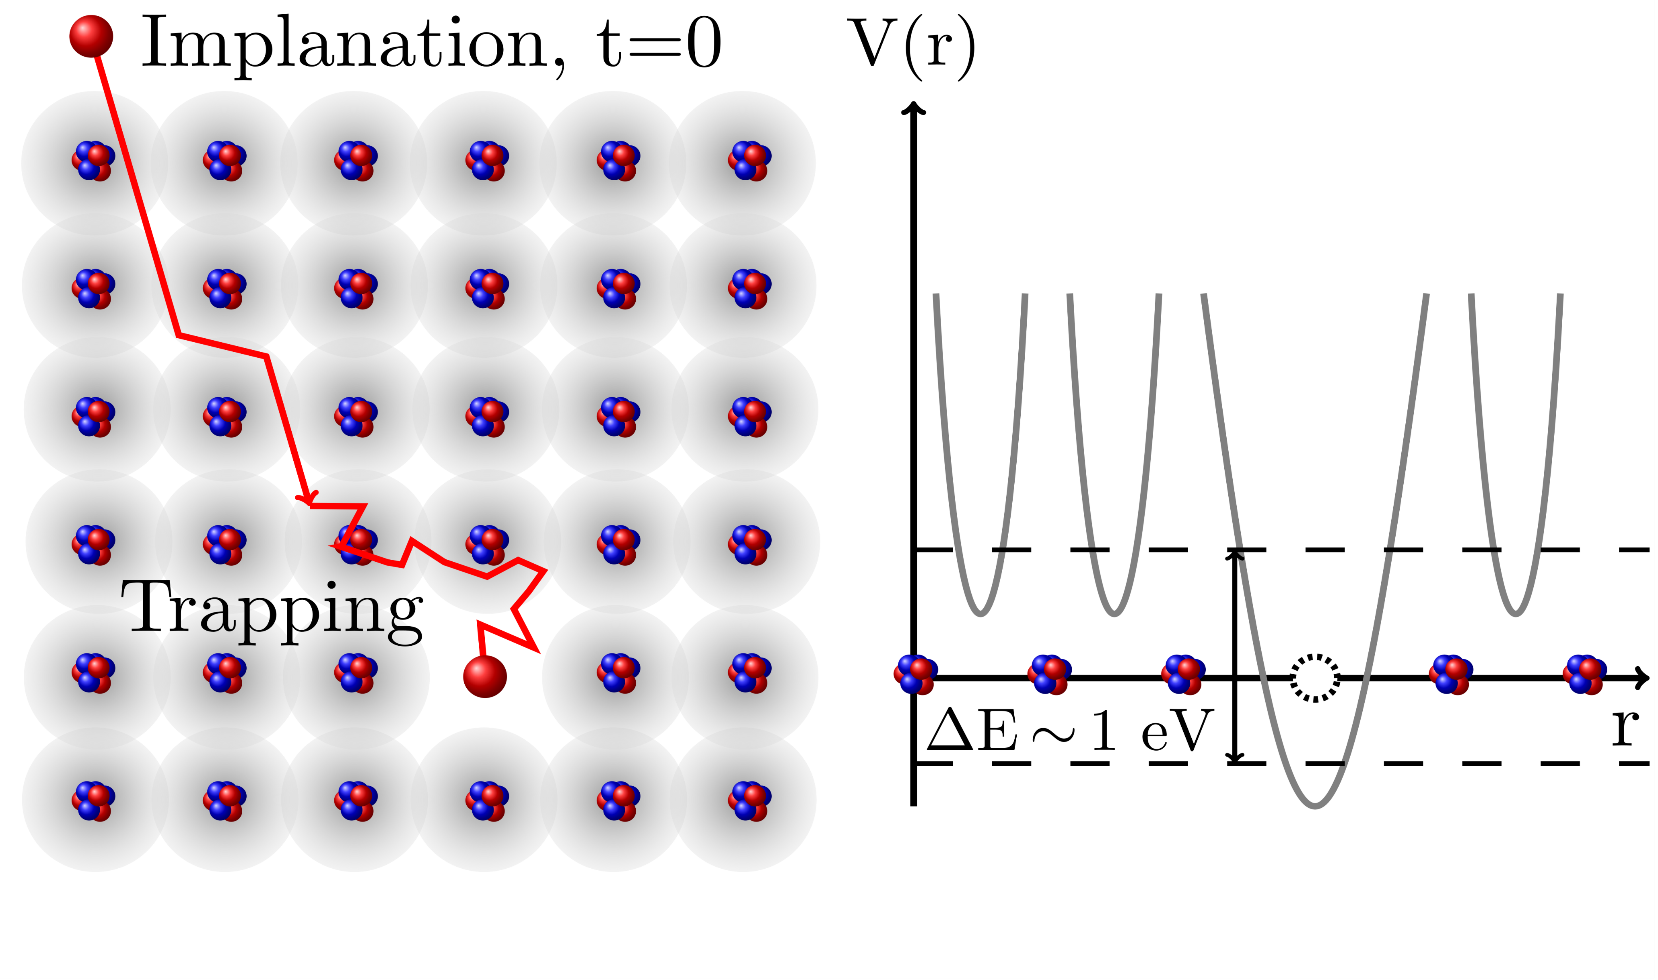 Implanation, t=0
Trapping
V(r)
ΔE ~ 1 eV
r